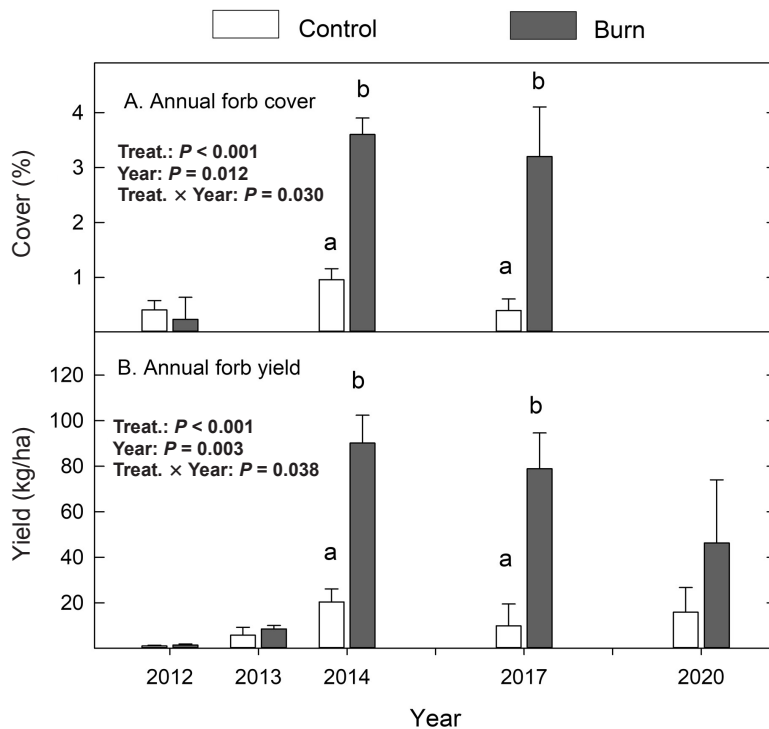 Control Burn
A. Annual forb cover
Treat.: P < 0.001
Year: P = 0.012
Treat. × Year: P = 0.030
Cover (%)
4
3
2
1
a b
a b
B. Annual forb yield
Treat.: P < 0.001
Year: P = 0.003
Treat. × Year: P = 0.038
Yield (kg/ha)
120
100
80
60
40
20
a b
a b
2012 2013 2014 2017 2020
Year